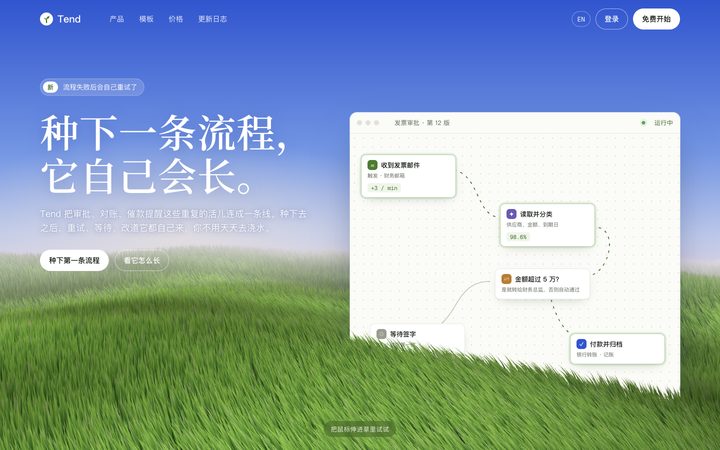 Tend
产品
模板
价格
更新日志
EN
登录
免费开始
新
流程失败后会自己重试了
种下一条流程,
它自己会长。
Tend 把审批、对账、催款提醒这些重复的活儿连成一条线。种下去
之后,重试、等待、改道它都自己来,你不用天天去浇水。
种下第一条流程
看它怎么长
发票审批 · 第 12 版
运行中
收到发票邮件
触发 · 财务邮箱
+3 / min
读取并分类
供应商、金额、到期日
98.6%
金额超过 5 万?
是就转给财务总监,否则自动通过
等待签字
付款并归档
银行转账 · 记账
把鼠标伸进草里试试